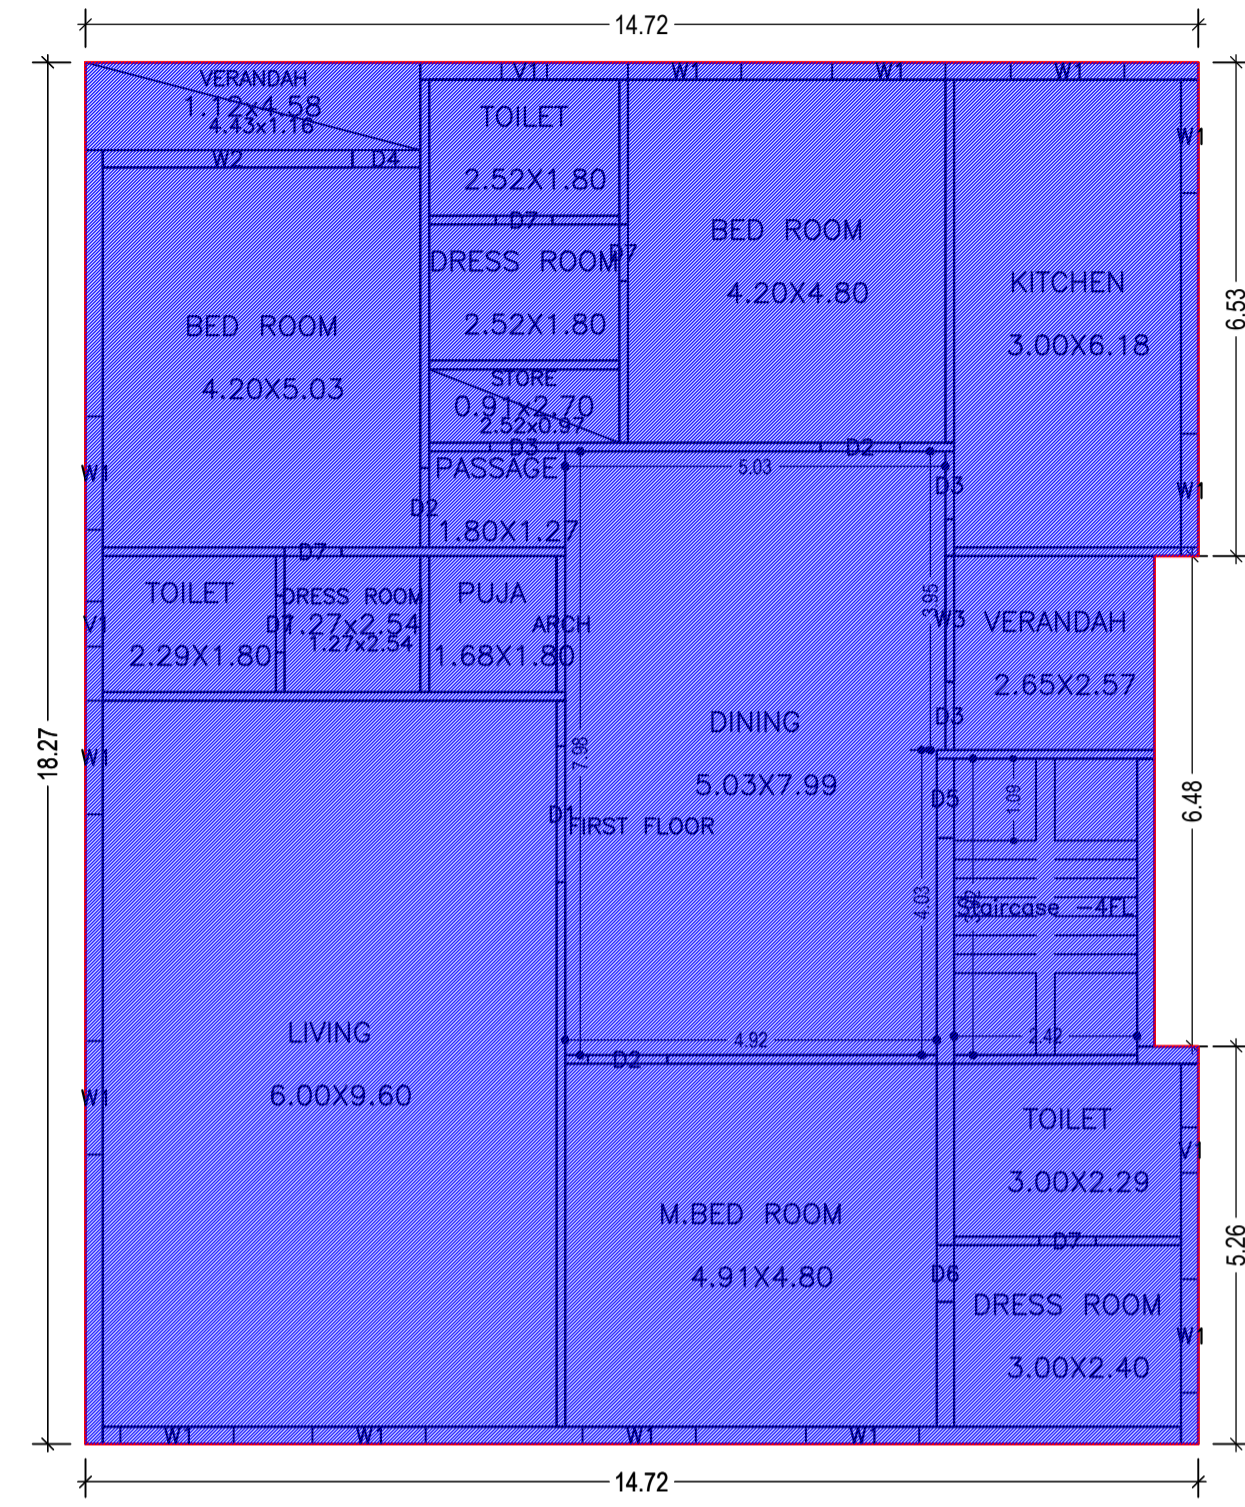 14.72
VERANDAH
1.12x4.58
4.43x1.16
V1
W1
W1
W1
TOILET
2.52X1.80
W1
W2
D4
D7
BED ROOM
4.20X4.80
DRESS ROOM
D7
2.52X1.80
KITCHEN
3.00X6.18
6.53
BED ROOM
4.20X5.03
STORE
0.91x2.70
2.52x0.97
D3
D2
PASSAGE
1.80X1.27
5.03
D3
W1
W1
D2
D7
TOILET
2.29X1.80
DRESS ROOM
1.27x2.54
1.27x2.54
D7
V1
PUJA
1.68X1.80
ARCH
3.95
W3
VERANDAH
2.65X2.57
DINING
5.03X7.99
D3
18.27
W1
7.98
D1
FIRST FLOOR
D5
1.09
6.48
4.03
Staircase -4FL
LIVING
6.00X9.60
4.92
2.42
D2
W1
TOILET
3.00X2.29
V1
M.BED ROOM
4.91X4.80
D7
D6
DRESS ROOM
3.00X2.40
5.26
W1
W1
W1
W1
W1
14.72